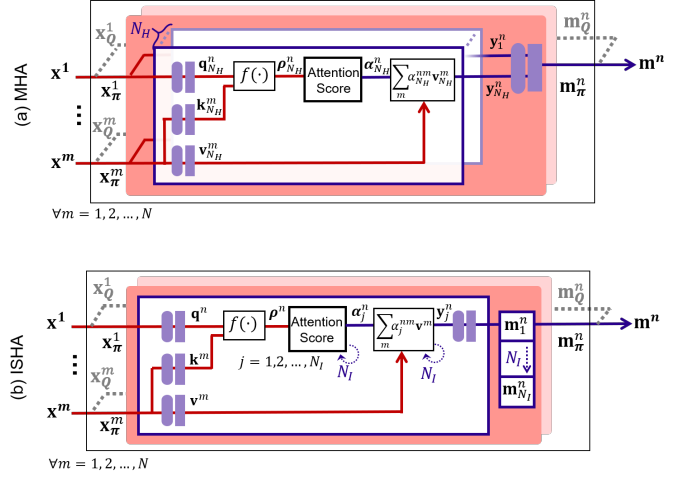 (a) MHA
N_H
x^1
x_Q^1
x_π^1
q_{N_H}^n
f(·)
ρ_{N_H}^n
Attention
Score
α_{N_H}^n
∑_m α_{N_H}^{nm} v_{N_H}^m
y_1^n
y_{N_H}^n
m_Q^n
m_π^n
m^n
⋮
k_{N_H}^m
x_Q^m
x^m
x_π^m
v_{N_H}^m
∀m = 1, 2, ..., N
(b) ISHA
x^1
x_Q^1
x_π^1
q^n
f(·)
ρ^n
Attention
Score
α_j^n
∑_m α_j^{nm} v^m
y_j^n
m_1^n
N_I
m_{N_I}^n
m_Q^n
m_π^n
m^n
⋮
k^m
j = 1,2, ..., N_I
N_I
N_I
x_Q^m
x^m
x_π^m
v^m
∀m = 1, 2, ..., N